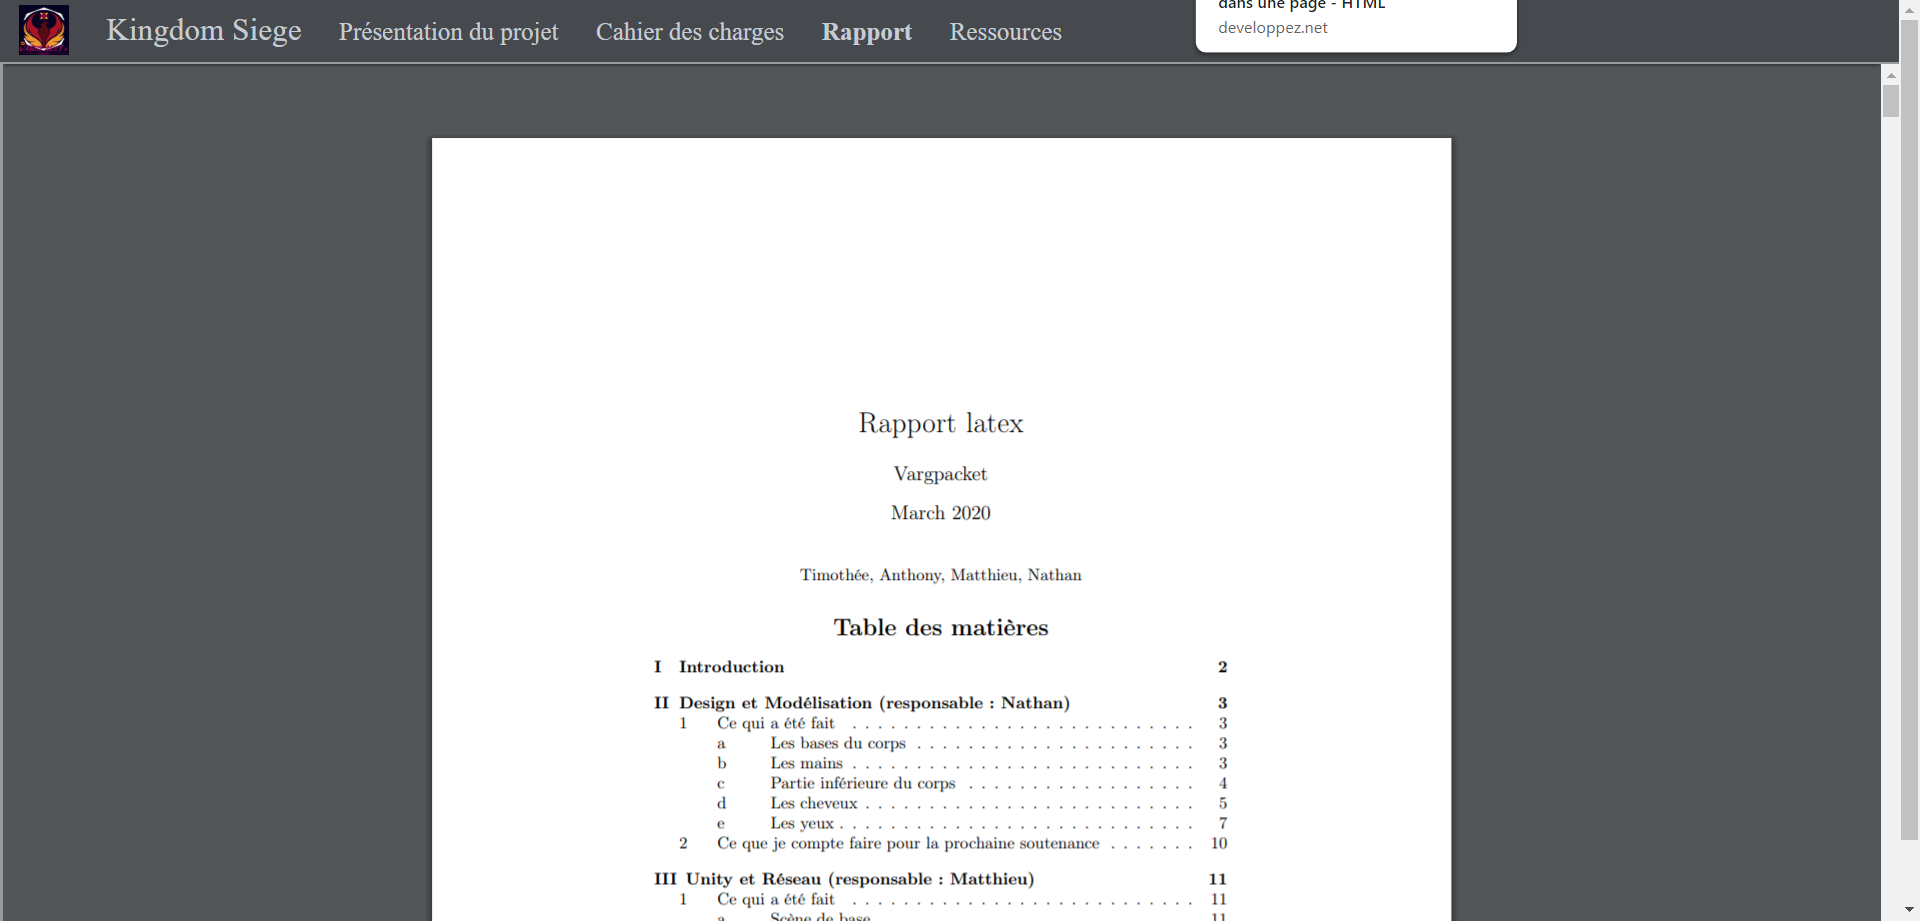 dans une page - HTML
developpez.net
Kingdom Siege Présentation du projet Cahier des charges Rapport Ressources
Rapport latex
Vargpacket
March 2020
Timothée, Anthony, Matthieu, Nathan
Table des matières
I Introduction 2
II Design et Modélisation (responsable : Nathan) 3
1 Ce qui a été fait . . . . . . . . . . . . . . . . . . . . . . . . . . . 3
a Les bases du corps . . . . . . . . . . . . . . . . . . . . . . 3
b Les mains . . . . . . . . . . . . . . . . . . . . . . . . . . . 3
c Partie inférieure du corps . . . . . . . . . . . . . . . . . . 4
d Les cheveux . . . . . . . . . . . . . . . . . . . . . . . . . . 5
e Les yeux . . . . . . . . . . . . . . . . . . . . . . . . . . . . 7
2 Ce que je compte faire pour la prochaine soutenance . . . . . . . 10
III Unity et Réseau (responsable : Matthieu) 11
1 Ce qui a été fait . . . . . . . . . . . . . . . . . . . . . . . . . . . 11
a Scène de base 11